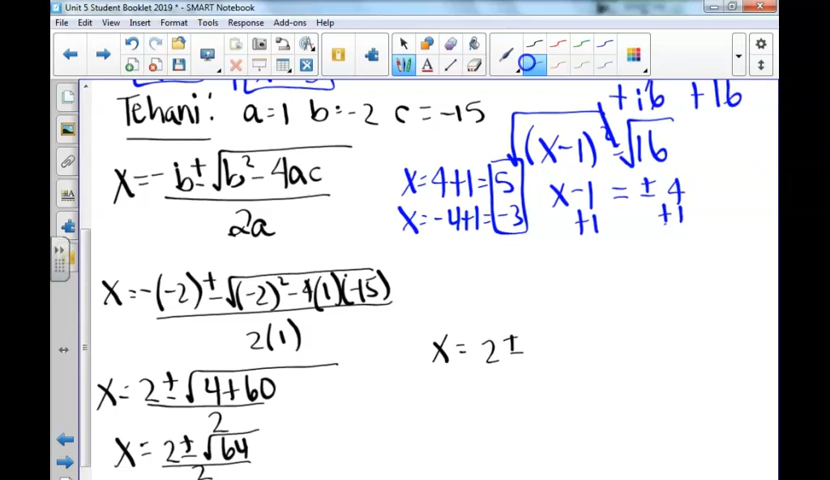 Unit 5 Student Booklet 2019 * - SMART Notebook
File Edit View Insert Format Tools Response Add-ons Help
+16 +16
Tehani: a=1 b=-2 c=-15
√(x-1)² = √16
x = -b ± √b² - 4ac
2a
x = 4+1 = 5
x = -4+1 = -3
x-1 = ± 4
+1 +1
x = -(-2) ± √(-2)² - 4(1)(-15)
2(1)
x = 2 ±
x = 2 ± √4+60
2
x = 2 ± √64
2